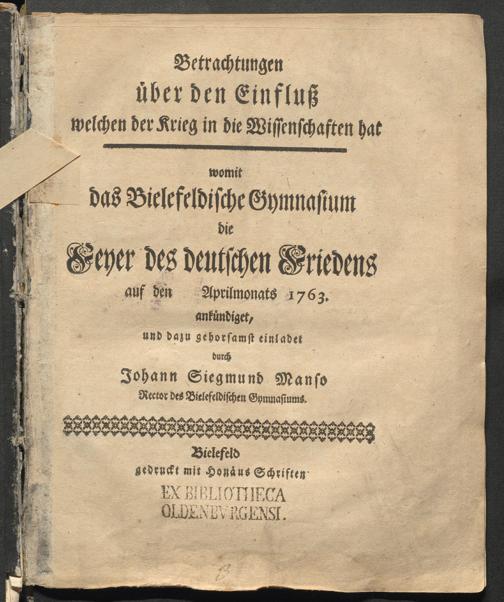 Betrachtungen
über den Einfluß
welchen der Krieg in die Wissenschaften hat
womit
das Bielefeldische Gymnasium
die
Feyer des deutschen Friedens
auf den Aprilmonats 1763.
ankündiget,
und dazu gehorsamst einladet
durch
Johann Siegmund Manso
Rector des Bielefeldischen Gymnasiums.
Bielefeld
gedruckt mit Honäus Schriften
EX BIBLIOTHECA
OLDENBVRGENSI.